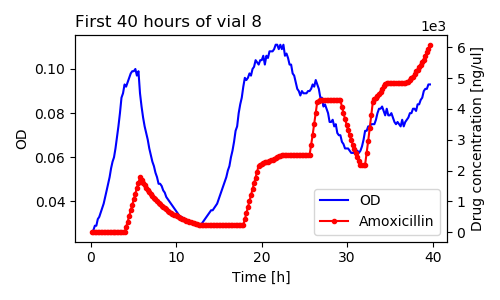 First 40 hours of vial 8
1e3
OD
0.10
0.08
0.06
0.04
6
5
4
3
2
1
0
Drug concentration [ng/ul]
OD
Amoxicillin
0
10
20
30
40
Time [h]